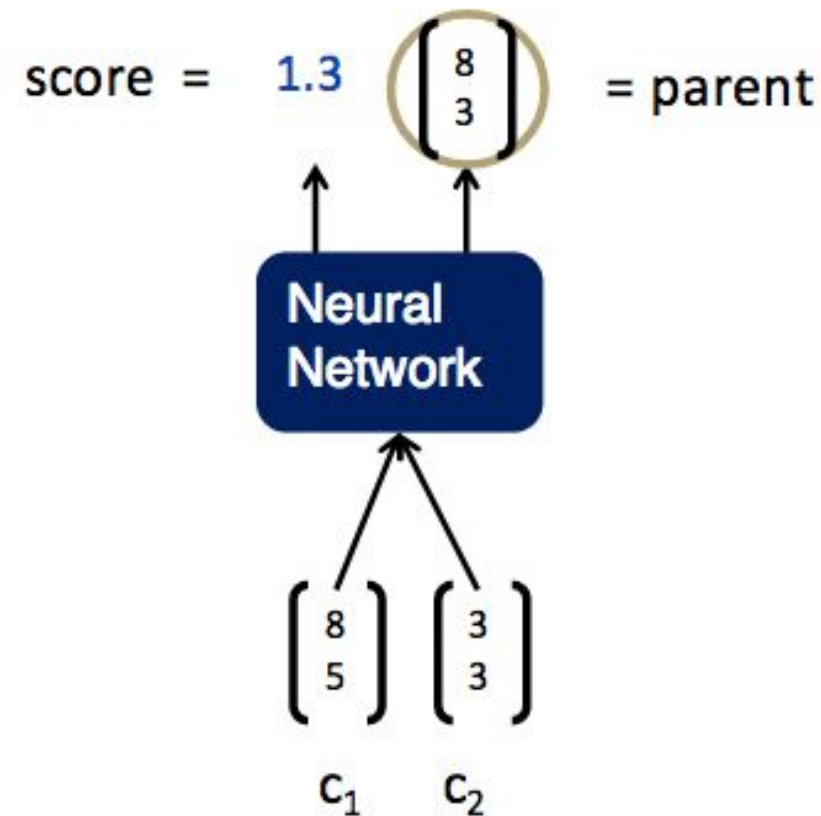 score = 1.3 8 = parent
3
Neural
Network
8 3
5 3
c₁ c₂